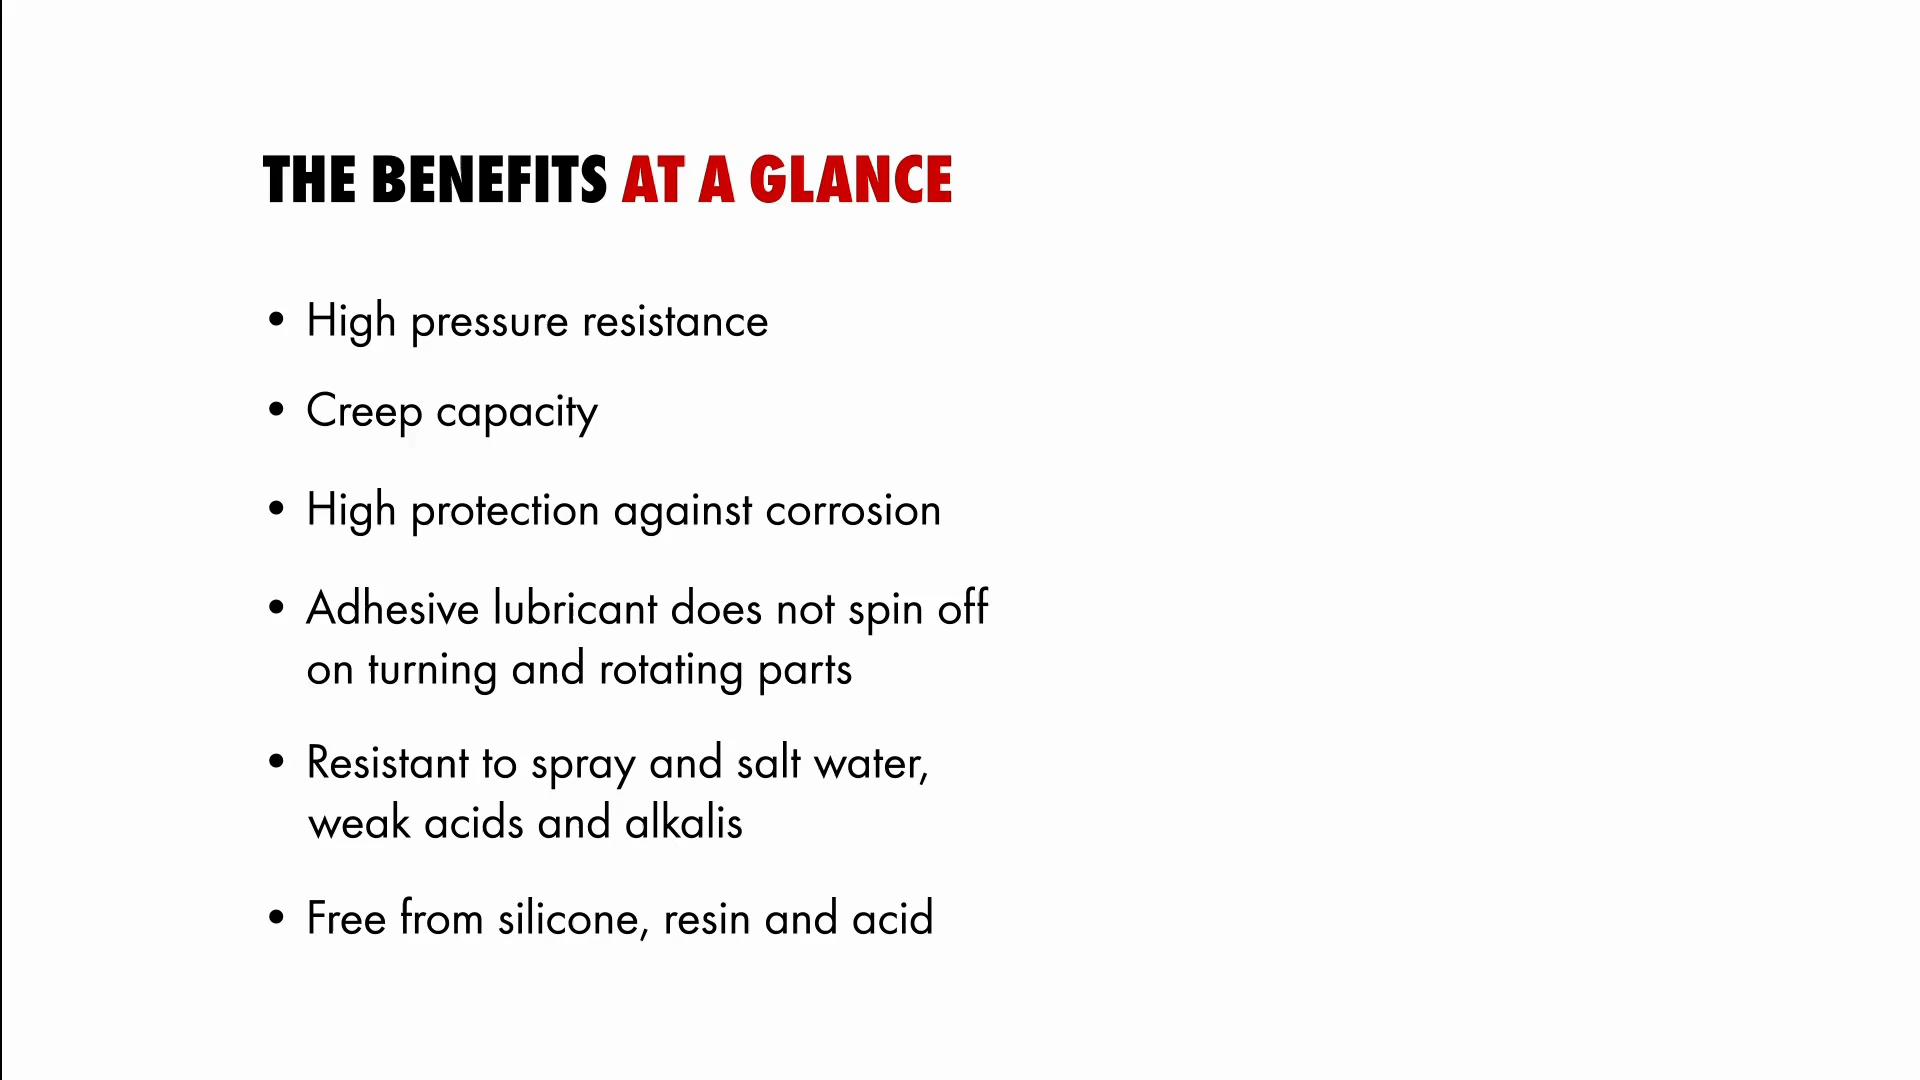 THE BENEFITS AT A GLANCE
• High pressure resistance
• Creep capacity
• High protection against corrosion
• Adhesive lubricant does not spin off
on turning and rotating parts
• Resistant to spray and salt water,
weak acids and alkalis
• Free from silicone, resin and acid